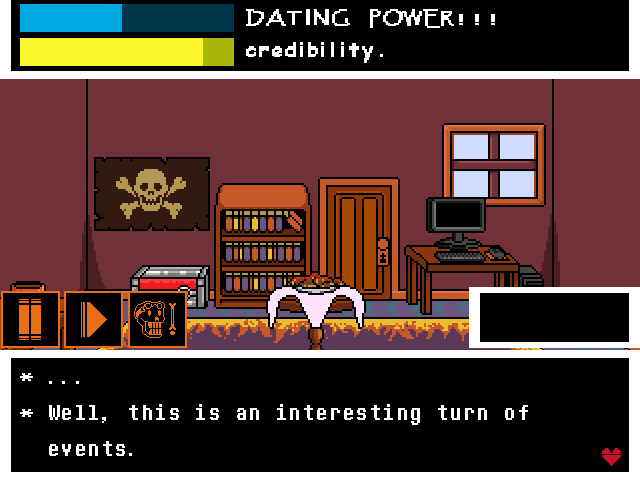 DATING POWER!!!
credibility.
* ...
* Well, this is an interesting turn of
events.